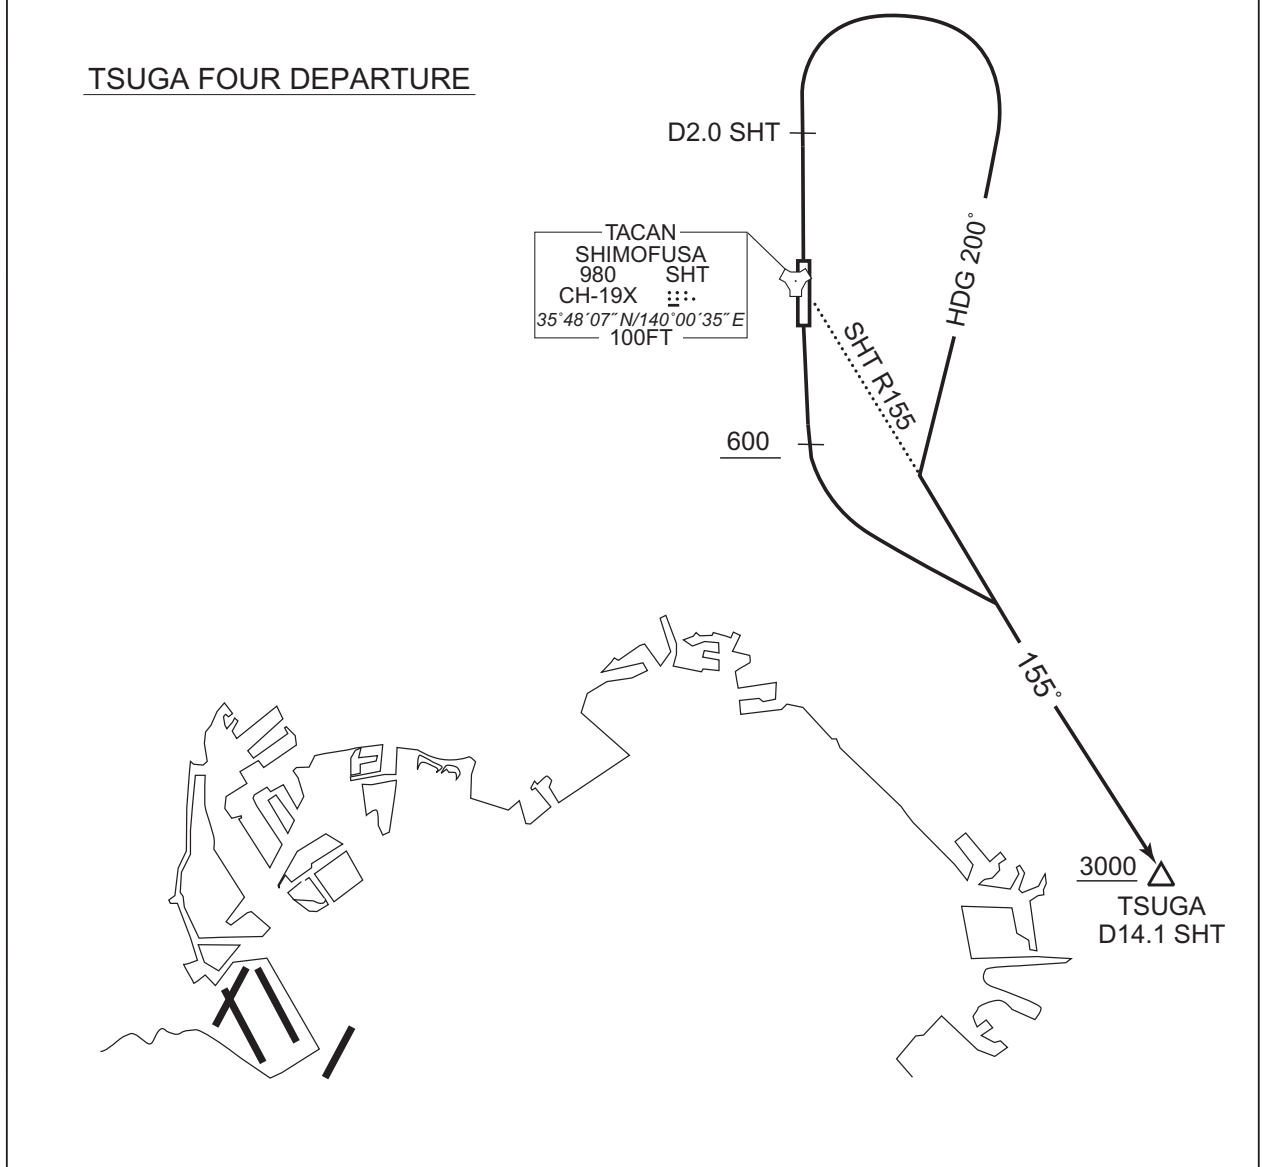 TSUGA FOUR DEPARTURE
D2.0 SHT
TACAN
SHIMOFUSA
980 SHT
CH-19X
35°48′07″N/140°00′35″E
100FT
HDG 200°
SHT R155
600
155°
3000
TSUGA
D14.1 SHT